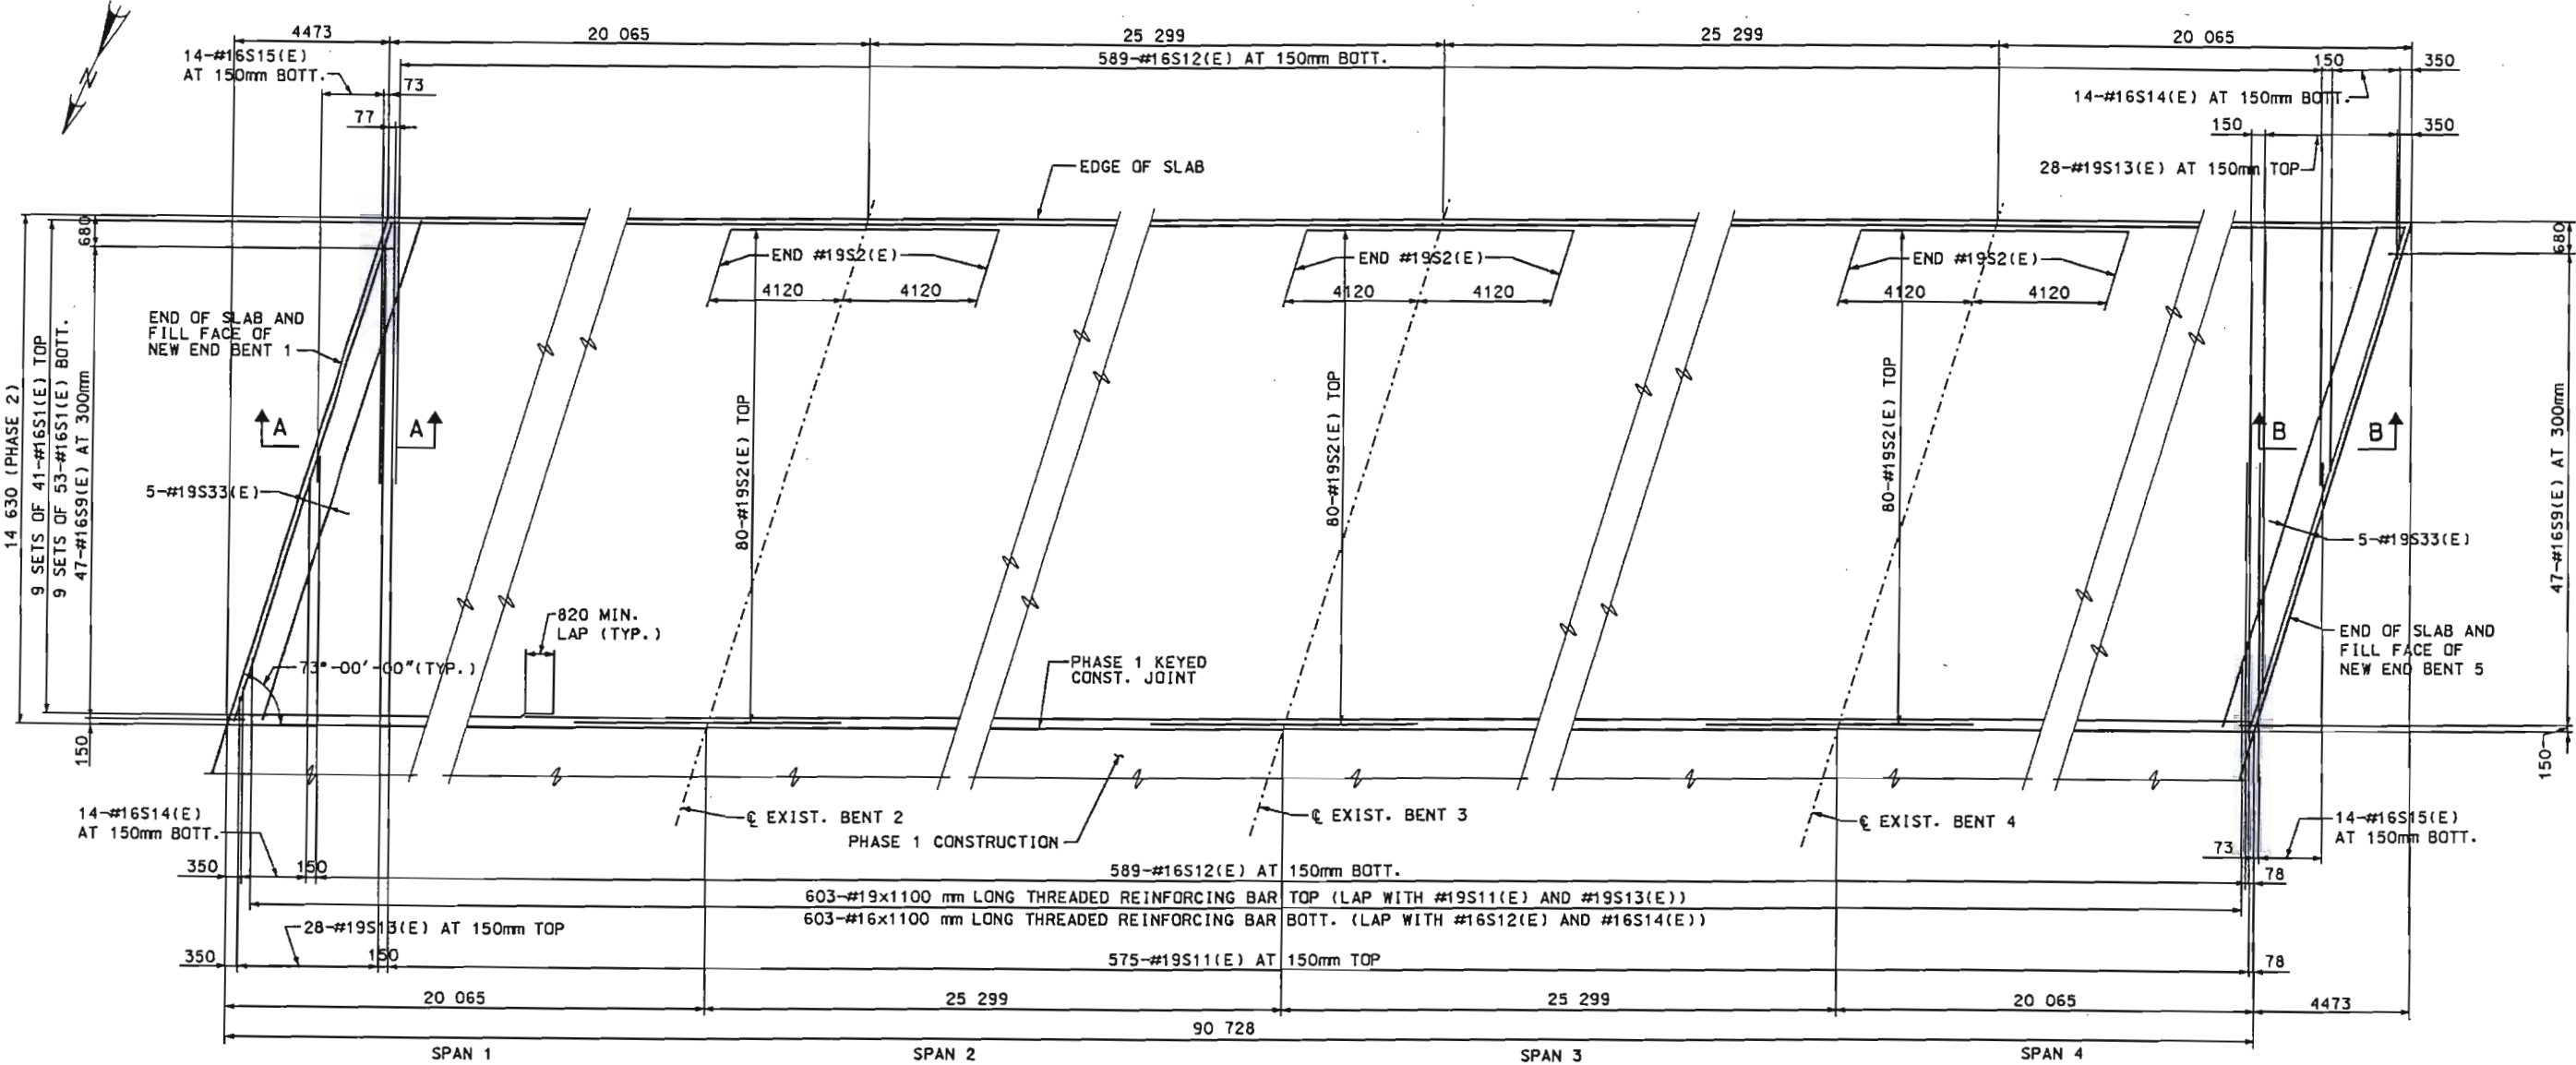 N
4473
20 065
25 299
25 299
20 065
14-#16S15(E)
AT 150mm BOTT.
589-#16S12(E) AT 150mm BOTT.
150
350
73
14-#16S14(E) AT 150mm BOTT.
77
150
350
28-#19S13(E) AT 150mm TOP
EDGE OF SLAB
680
680
END #19S2(E)
4120
4120
END #19S2(E)
4120
4120
END #19S2(E)
4120
4120
END OF SLAB AND
FILL FACE OF
NEW END BENT 1
14 630 (PHASE 2)
9 SETS OF 41-#16S1(E) TOP
9 SETS OF 53-#16S1(E) BOTT.
47-#16S9(E) AT 300mm
A
A
B
B
80-#19S2(E) TOP
80-#19S2(E) TOP
80-#19S2(E) TOP
47-#16S9(E) AT 300mm
5-#19S33(E)
5-#19S33(E)
820 MIN.
LAP (TYP.)
73°-00'-00"(TYP.)
PHASE 1 KEYED
CONST. JOINT
END OF SLAB AND
FILL FACE OF
NEW END BENT 5
150
150
14-#16S14(E)
AT 150mm BOTT.
℄ EXIST. BENT 2
℄ EXIST. BENT 3
℄ EXIST. BENT 4
PHASE 1 CONSTRUCTION
14-#16S15(E)
AT 150mm BOTT.
73
350
150
589-#16S12(E) AT 150mm BOTT.
78
603-#19x1100 mm LONG THREADED REINFORCING BAR TOP (LAP WITH #19S11(E) AND #19S13(E))
603-#16x1100 mm LONG THREADED REINFORCING BAR BOTT. (LAP WITH #16S12(E) AND #16S14(E))
28-#19S13(E) AT 150mm TOP
350
150
575-#19S11(E) AT 150mm TOP
78
20 065
25 299
25 299
20 065
4473
90 728
SPAN 1
SPAN 2
SPAN 3
SPAN 4